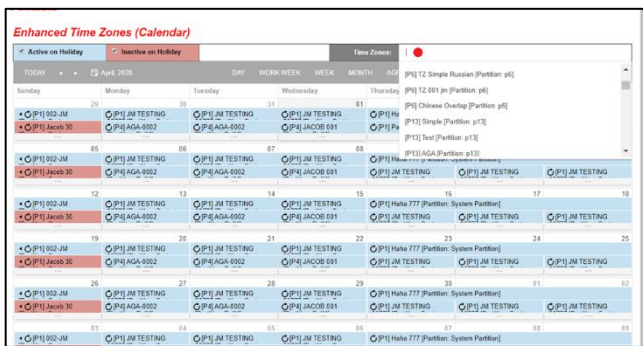 Enhanced Time Zones (Calendar)
Active on Holiday Inactive on Holiday Time Zones:
TODAY April, 2020 DAY WORK WEEK WEEK MONTH AGE
[P6] TZ Simple Russian [Partition: p6]
[P6] TZ 001 jm [Partition: p6]
[P6] Chinese Overlap [Partition: p6]
[P13] Simple [Partition: p13]
[P13] Test [Partition: p13]
[P13] AGA [Partition: p13]
Sunday Monday Tuesday Wednesday Thursday
29 30 31 01
[P1] 002-JM [P1] JM TESTING [P1] JM TESTING [P1] JM TESTING [P1] Ha
[P1] Jacob 30 [P4] AGA-0002 [P4] AGA-0002 [P4] JACOB 001 [P1] Pa
05 06 07 08
[P1] 002-JM [P1] JM TESTING [P1] JM TESTING [P1] JM TESTING [P1] Haha 777 [Partition: System Partition]
[P1] Jacob 30 [P4] AGA-0002 [P4] AGA-0002 [P4] JACOB 001 [P1] JM TESTING [P1] JM TESTING [P1] JM TESTING
12 13 14 15 16 17 18
[P1] 002-JM [P1] JM TESTING [P1] JM TESTING [P1] JM TESTING [P1] Haha 777 [Partition: System Partition]
[P1] Jacob 30 [P4] AGA-0002 [P4] AGA-0002 [P4] JACOB 001 [P1] JM TESTING [P1] JM TESTING [P1] JM TESTING
19 20 21 22 23 24 25
[P1] 002-JM [P1] JM TESTING [P1] JM TESTING [P1] JM TESTING [P1] Haha 777 [Partition: System Partition]
[P1] Jacob 30 [P4] AGA-0002 [P4] AGA-0002 [P4] JACOB 001 [P1] JM TESTING [P1] JM TESTING [P1] JM TESTING
26 27 28 29 30 01 02
[P1] 002-JM [P1] JM TESTING [P1] JM TESTING [P1] JM TESTING [P1] Haha 777 [Partition: System Partition]
[P1] Jacob 30 [P4] AGA-0002 [P4] AGA-0002 [P4] JACOB 001 [P1] JM TESTING [P1] JM TESTING [P1] JM TESTING
03 04 05 06 07 08 09
[P1] 002-JM [P1] JM TESTING [P1] JM TESTING [P1] JM TESTING [P1] Haha 777 [Partition: System Partition]